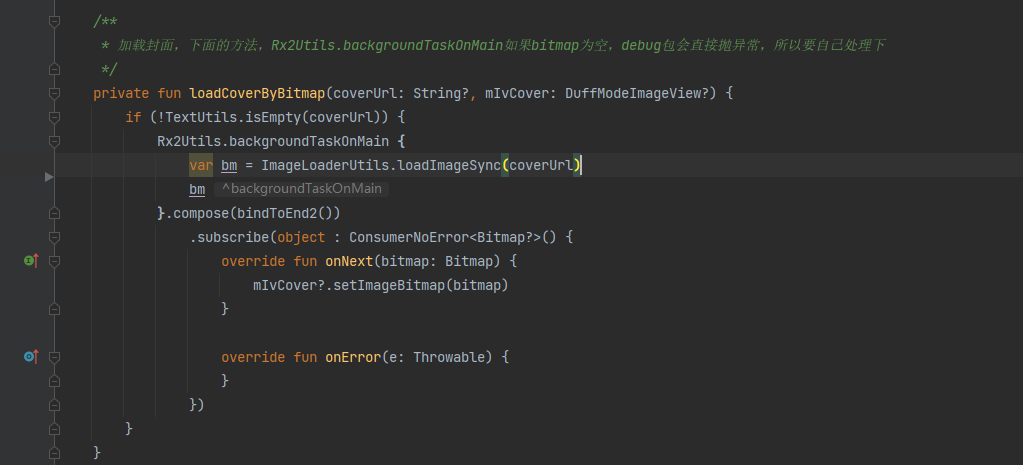 /**
 * 加载封面，下面的方法，Rx2Utils.backgroundTaskOnMain如果bitmap为空，debug包会直接抛异常，所以要自己处理下
 */
private fun loadCoverByBitmap(coverUrl: String?, mIvCover: DuffModeImageView?) {
    if (!TextUtils.isEmpty(coverUrl)) {
        Rx2Utils.backgroundTaskOnMain {
            var bm = ImageLoaderUtils.loadImageSync(coverUrl)
            bm ^backgroundTaskOnMain
        }.compose(bindToEnd2())
            .subscribe(object : ConsumerNoError<Bitmap?>() {
                override fun onNext(bitmap: Bitmap) {
                    mIvCover?.setImageBitmap(bitmap)
                }

                override fun onError(e: Throwable) {
                }
            })
    }
}